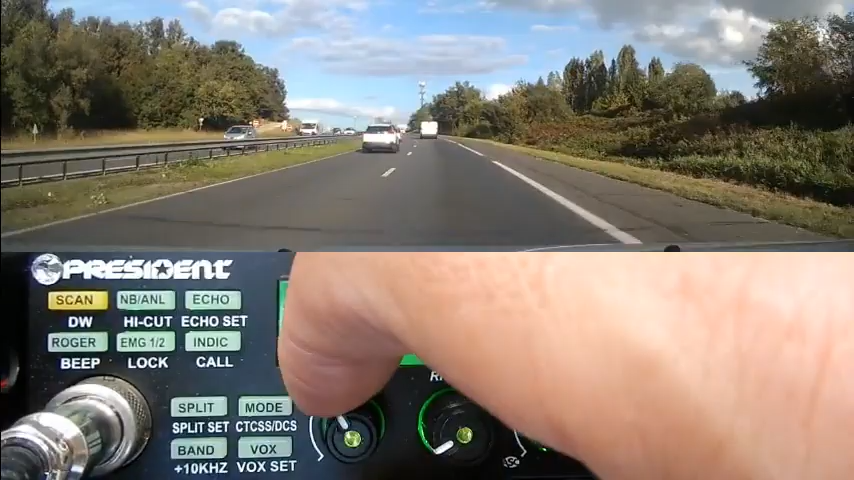 PRESIDENT
SCAN NB/ANL ECHO
DW HI-CUT ECHO SET
ROGER EMG 1/2 INDIC
BEEP LOCK CALL
SPLIT MODE
SPLIT SET CTCSS/DCS
BAND VOX
+10KHZ VOX SET